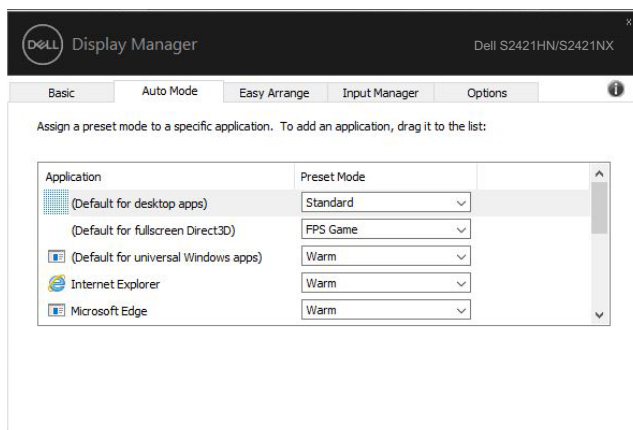 DELL Display Manager Dell S2421HN/S2421NX
Basic Auto Mode Easy Arrange Input Manager Options
Assign a preset mode to a specific application. To add an application, drag it to the list:
Application Preset Mode
(Default for desktop apps) Standard
(Default for fullscreen Direct3D) FPS Game
(Default for universal Windows apps) Warm
Internet Explorer Warm
Microsoft Edge Warm